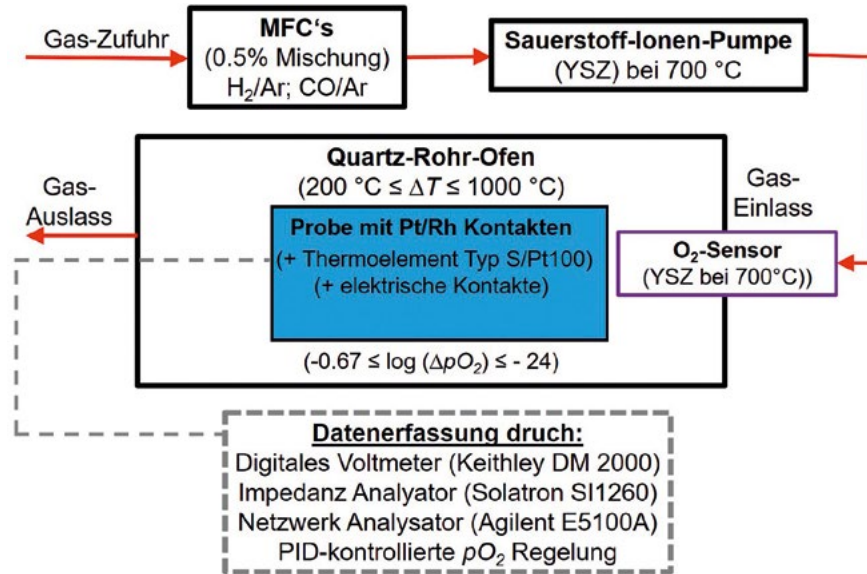 Gas-Zufuhr
MFC‘s
(0.5% Mischung)
H₂/Ar; CO/Ar
Sauerstoff-Ionen-Pumpe
(YSZ) bei 700 °C
Quartz-Rohr-Ofen
(200 °C ≤ ΔT ≤ 1000 °C)
Gas-
Auslass
Gas-
Einlass
Probe mit Pt/Rh Kontakten
(+ Thermoelement Typ S/Pt100)
(+ elektrische Kontakte)
O₂-Sensor
(YSZ bei 700°C))
(-0.67 ≤ log (ΔpO₂) ≤ - 24)
Datenerfassung druch:
Digitales Voltmeter (Keithley DM 2000)
Impedanz Analyator (Solatron SI1260)
Netzwerk Analysator (Agilent E5100A)
PID-kontrollierte pO₂ Regelung